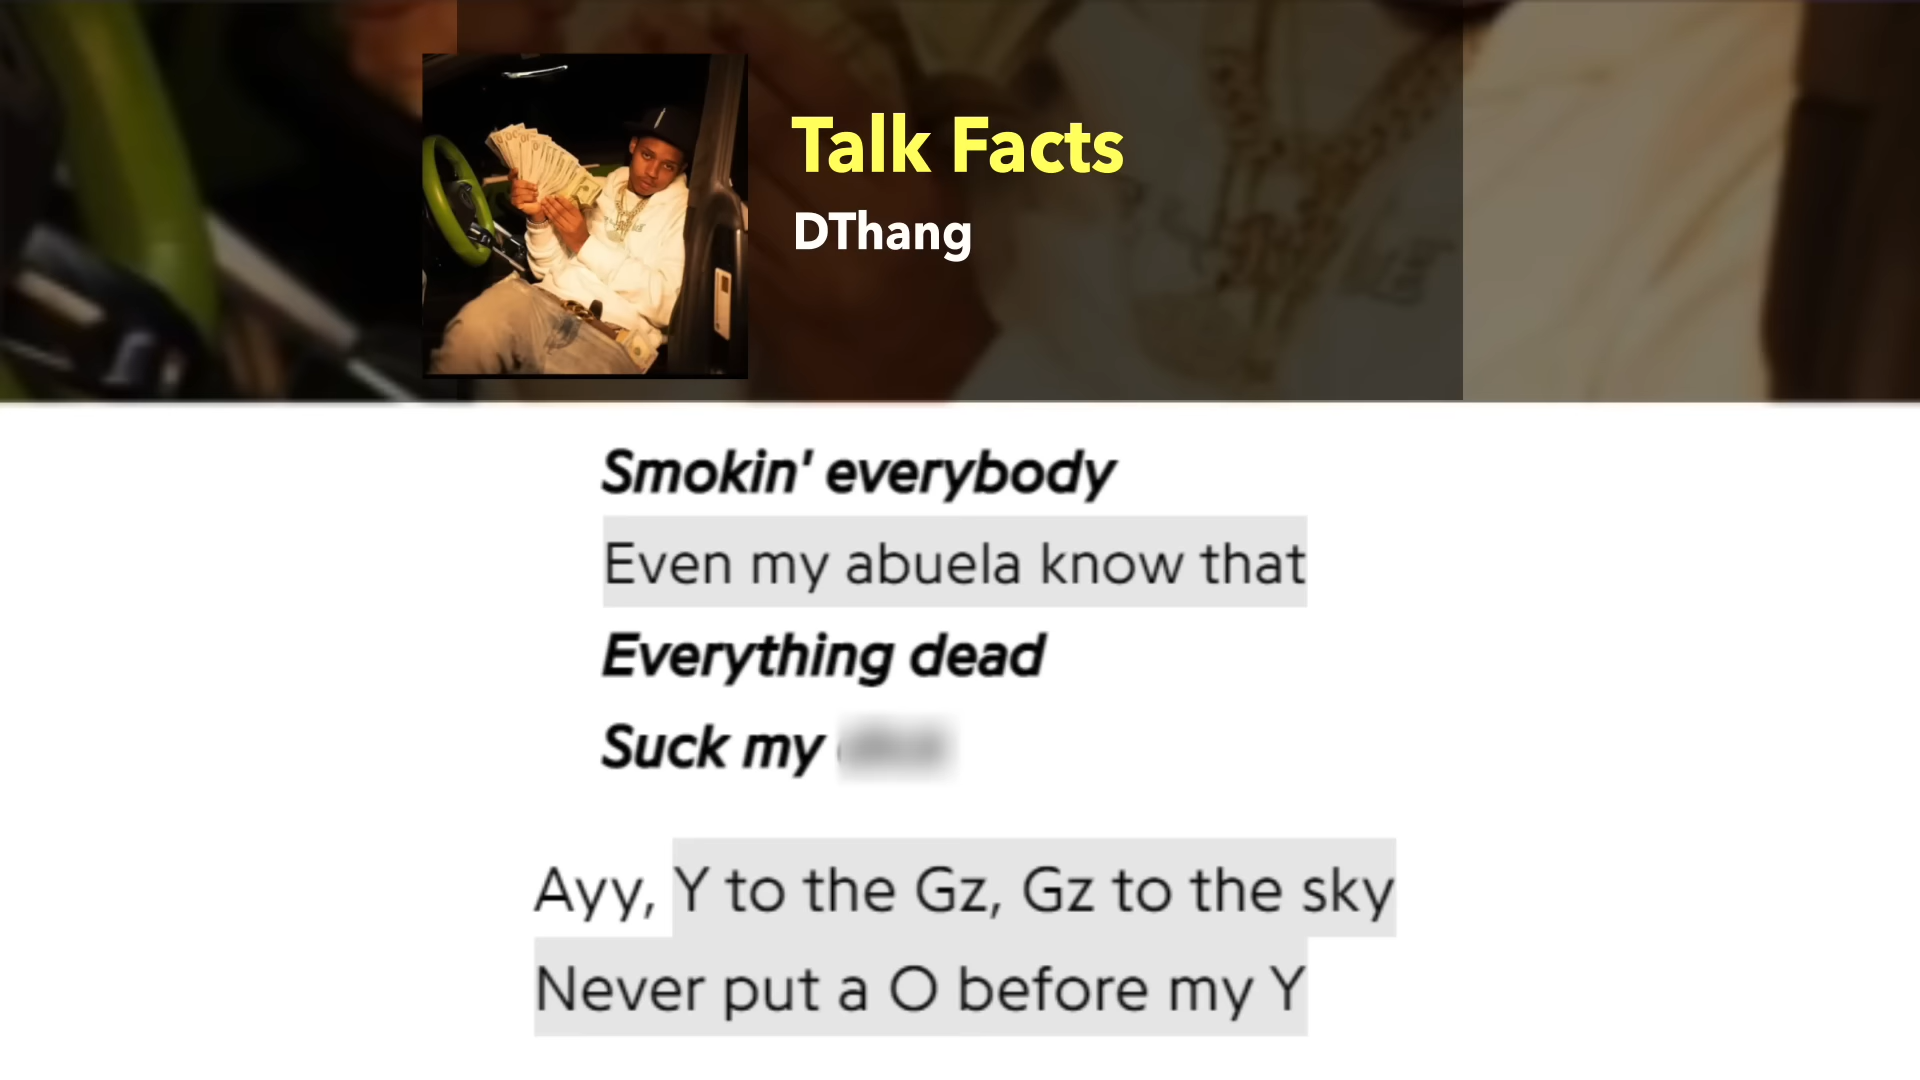 Talk Facts
DThang
Smokin' everybody
Even my abuela know that
Everything dead
Suck my
Ayy, Y to the Gz, Gz to the sky
Never put a O before my Y